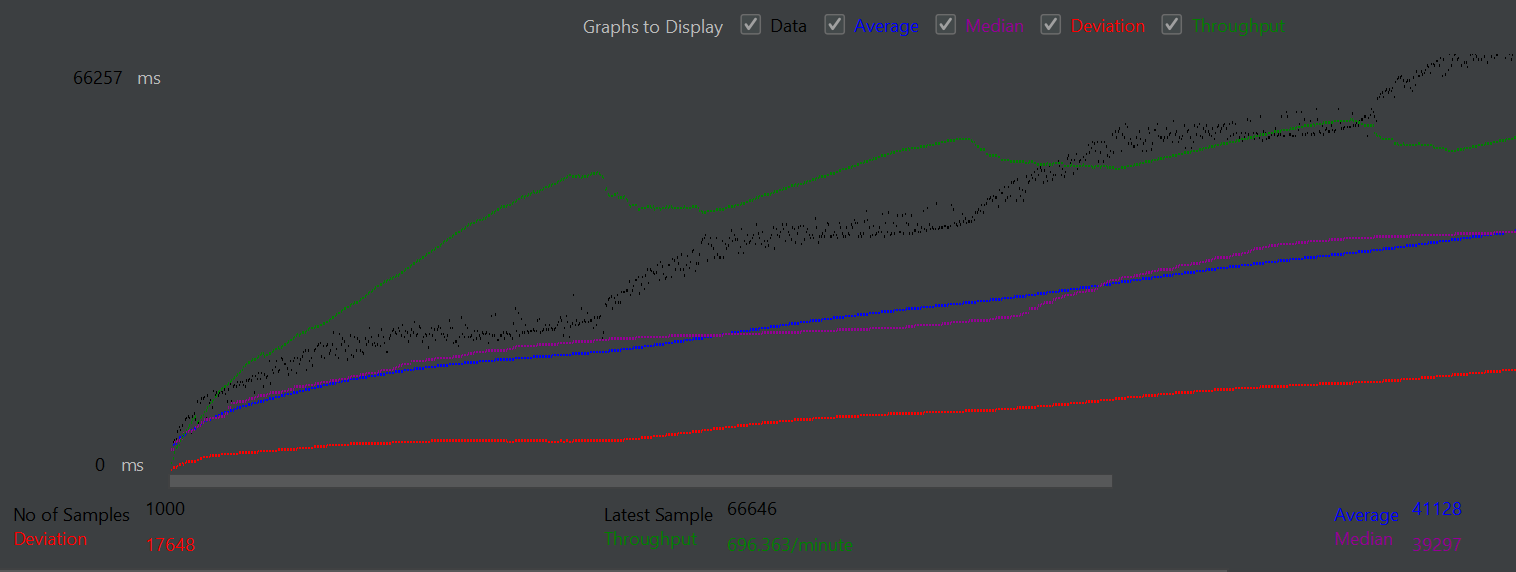 Graphs to Display Data Average Median Deviation Throughput
66257 ms
0 ms
No of Samples 1000 Latest Sample 66646 Average 41128
Deviation 17648 Throughput 696.363/minute Median 39297